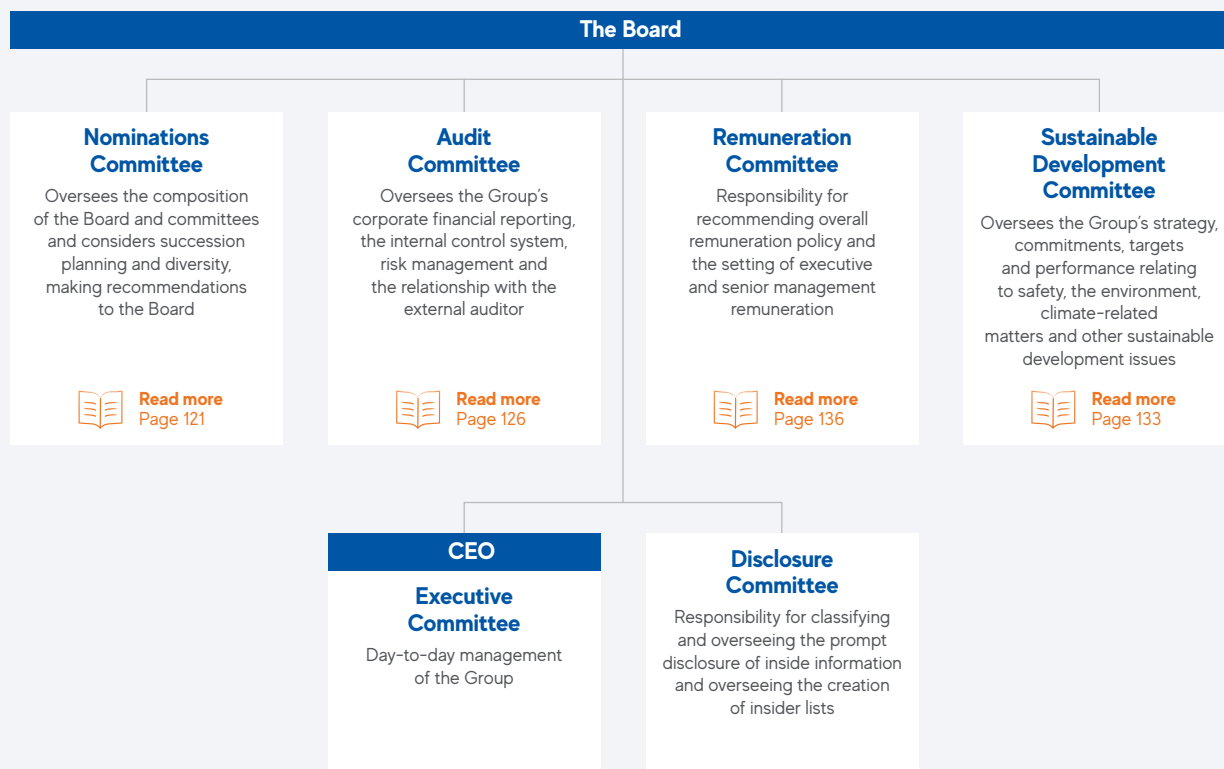 The Board
Nominations
Committee
Oversees the composition
of the Board and committees
and considers succession
planning and diversity,
making recommendations
to the Board
Read more
Page 121
Audit
Committee
Oversees the Group’s
corporate financial reporting,
the internal control system,
risk management and
the relationship with the
external auditor
Read more
Page 126
Remuneration
Committee
Responsibility for
recommending overall
remuneration policy and
the setting of executive
and senior management
remuneration
Read more
Page 136
Sustainable
Development
Committee
Oversees the Group’s strategy,
commitments, targets
and performance relating
to safety, the environment,
climate-related
matters and other sustainable
development issues
Read more
Page 133
CEO
Executive
Committee
Day-to-day management
of the Group
Disclosure
Committee
Responsibility for classifying
and overseeing the prompt
disclosure of inside information
and overseeing the creation
of insider lists